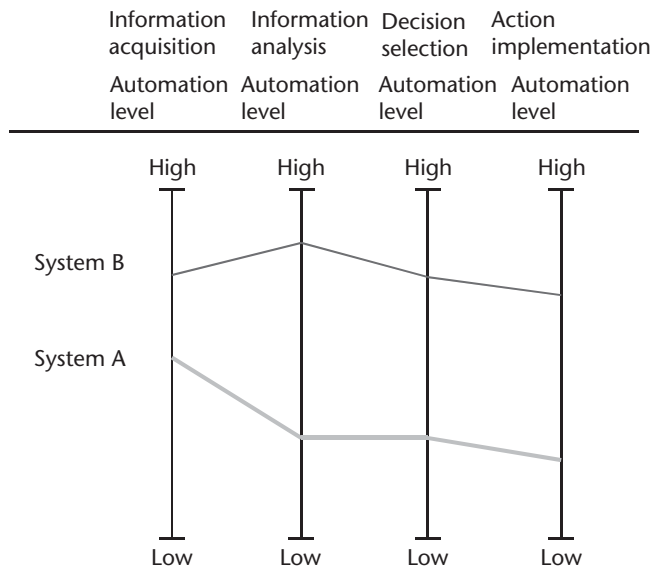 Information Information Decision Action
acquisition analysis selection implementation
Automation Automation Automation Automation
level level level level
High High High High
System B
System A
Low Low Low Low